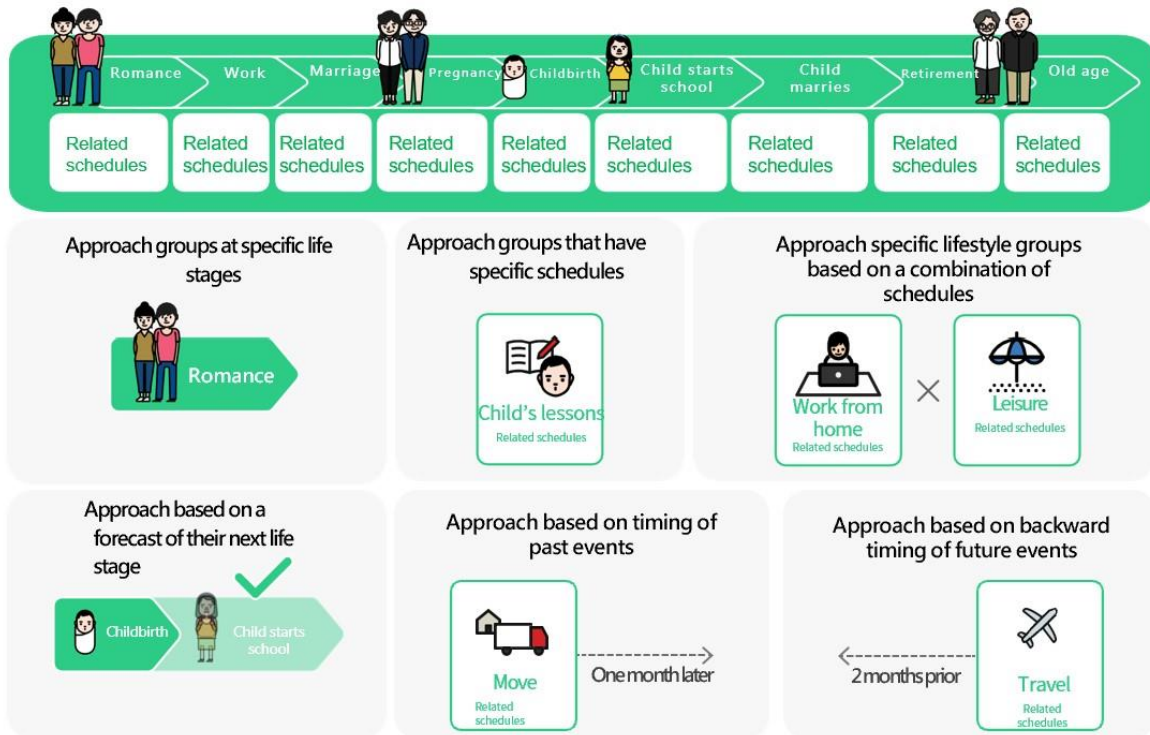 Romance
Work
Marriage
Pregnancy
Childbirth
Child starts
school
Child
marries
Retirement
Old age
Related
schedules
Related
schedules
Related
schedules
Related
schedules
Related
schedules
Related
schedules
Related
schedules
Related
schedules
Related
schedules
Approach groups at specific life
stages
Romance
Approach groups that have
specific schedules
Child's lessons
Related schedules
Approach specific lifestyle groups
based on a combination of
schedules
Work from
home
Related schedules
×
Leisure
Related schedules
Approach based on a
forecast of their next life
stage
Childbirth
Child starts
school
Approach based on timing of
past events
Move
Related
schedules
One month later
Approach based on backward
timing of future events
2 months prior
Travel
Related
schedules